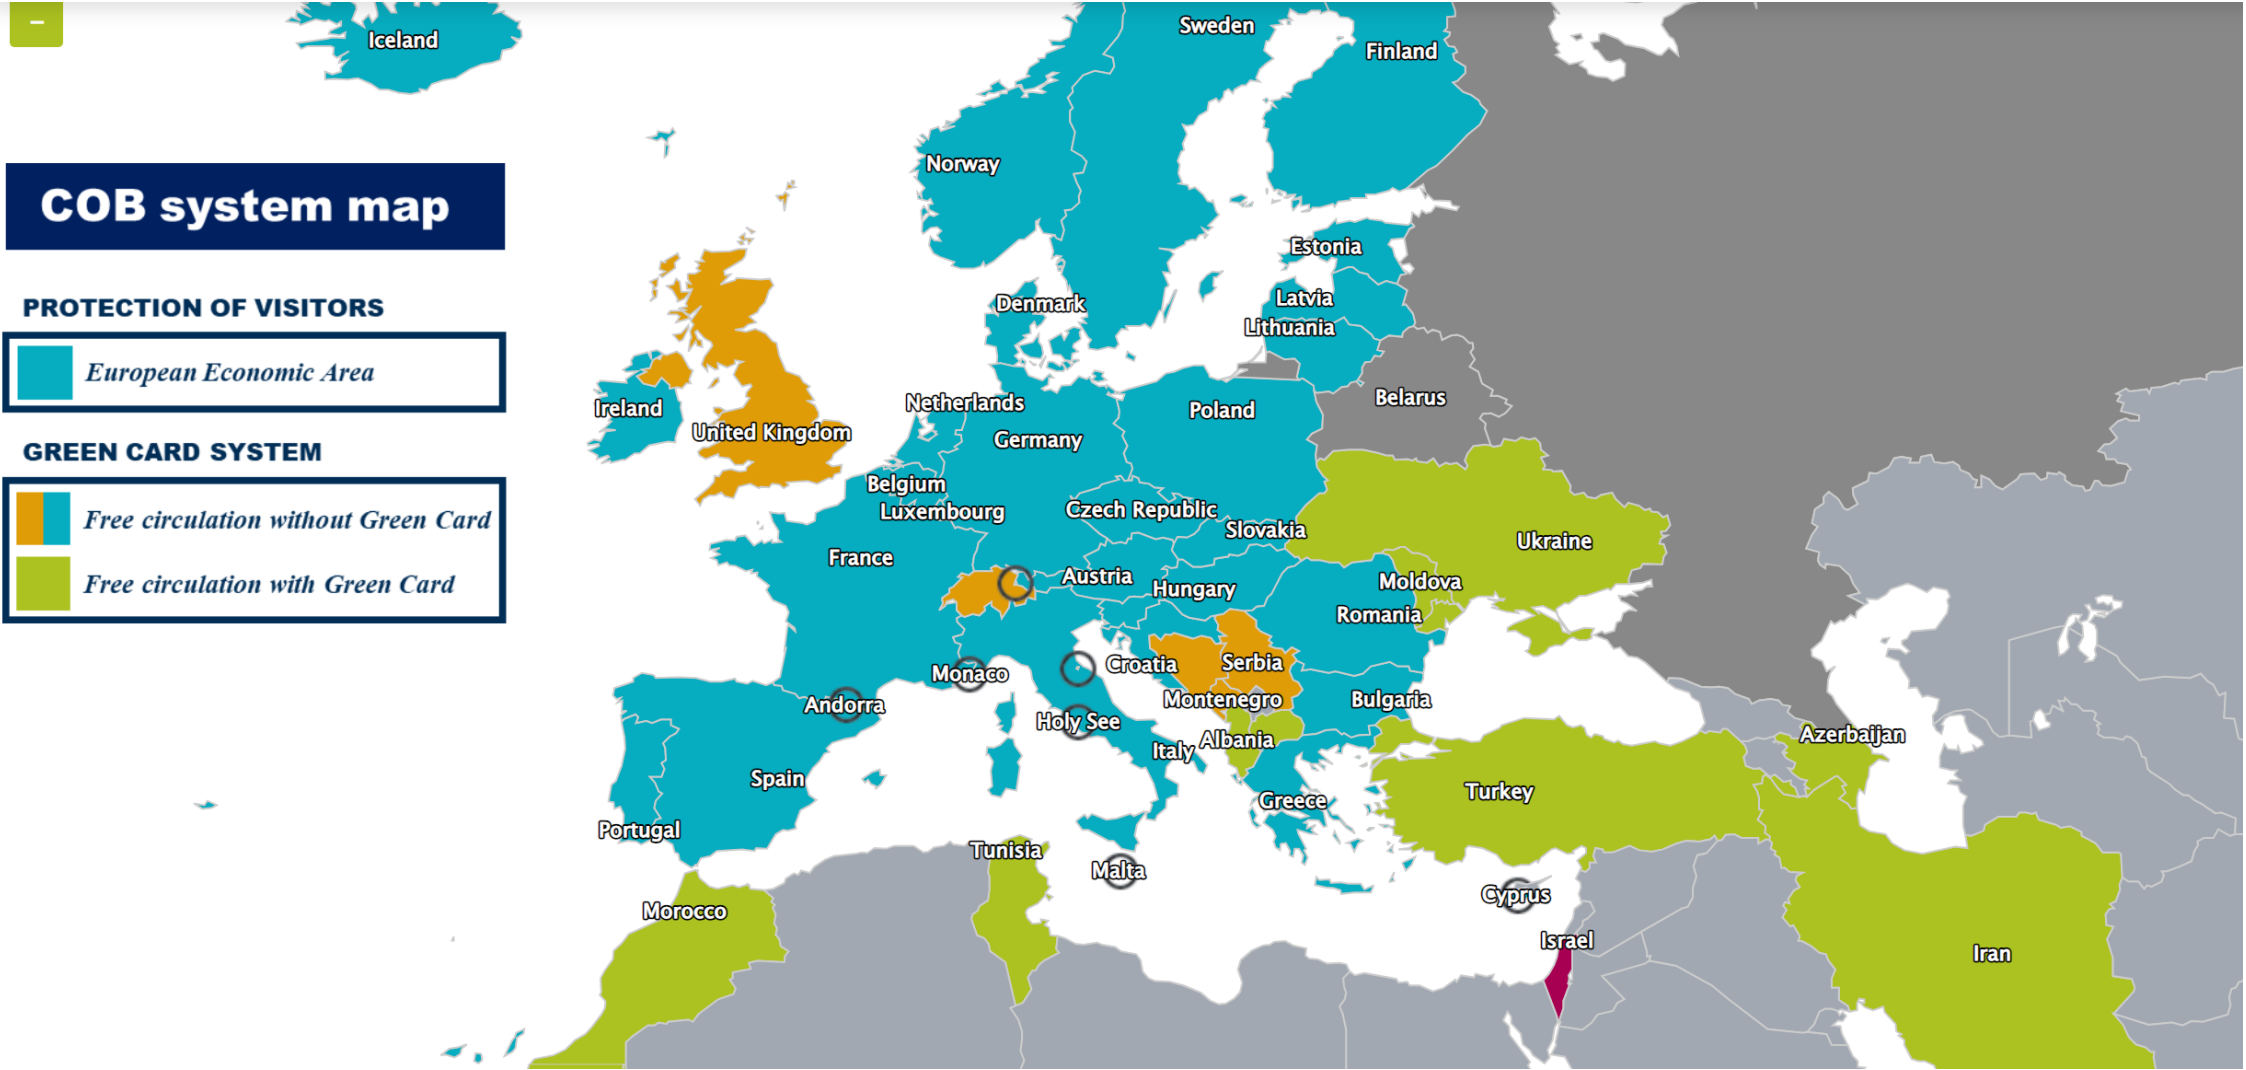 –
Iceland
Sweden
Finland
Norway
COB system map
Estonia
PROTECTION OF VISITORS
Denmark
Latvia
Lithuania
European Economic Area
Belarus
Netherlands
Ireland
Poland
United Kingdom
Germany
GREEN CARD SYSTEM
Belgium
Luxembourg
Czech Republic
Free circulation without Green Card
Slovakia
Ukraine
France
Austria
Hungary
Moldova
Free circulation with Green Card
Romania
Croatia
Serbia
Monaco
Montenegro
Bulgaria
Andorra
Holy See
Azerbaijan
Albania
Italy
Spain
Turkey
Greece
Portugal
Tunisia
Malta
Cyprus
Morocco
Israel
Iran